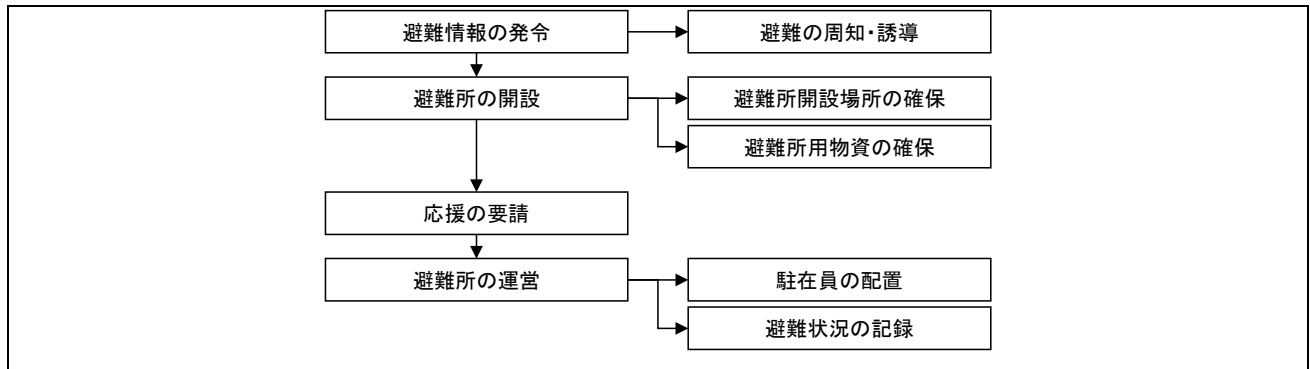 避難情報の発令
避難の周知・誘導
避難所の開設
避難所開設場所の確保
避難所用物資の確保
応援の要請
避難所の運営
駐在員の配置
避難状況の記録